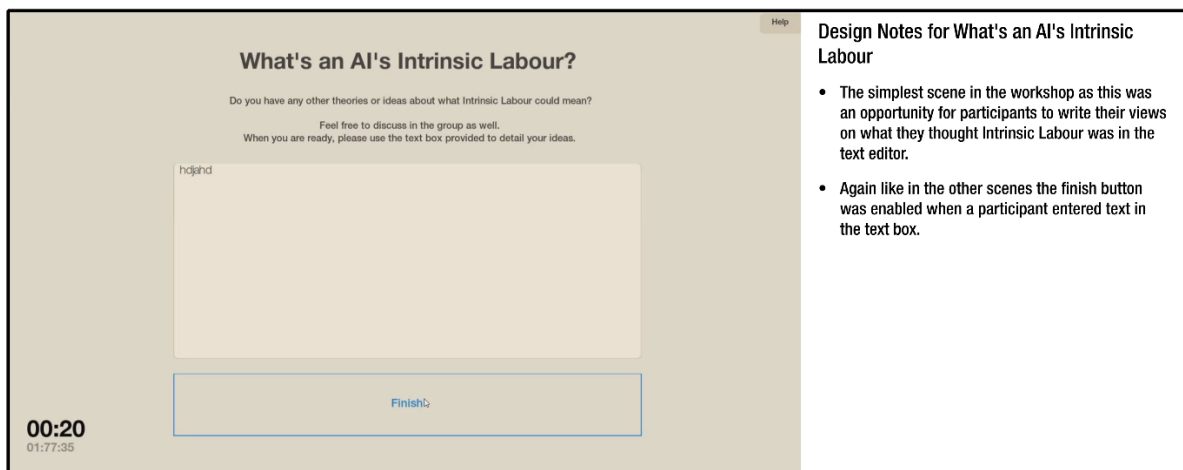 Help
What's an AI's Intrinsic Labour?
Do you have any other theories or ideas about what Intrinsic Labour could mean?
Feel free to discuss in the group as well.
When you are ready, please use the text box provided to detail your ideas.
hdjahd
Finish
00:20
01:77:35
Design Notes for What's an AI's Intrinsic
Labour
• The simplest scene in the workshop as this was
an opportunity for participants to write their views
on what they thought Intrinsic Labour was in the
text editor.
• Again like in the other scenes the finish button
was enabled when a participant entered text in
the text box.